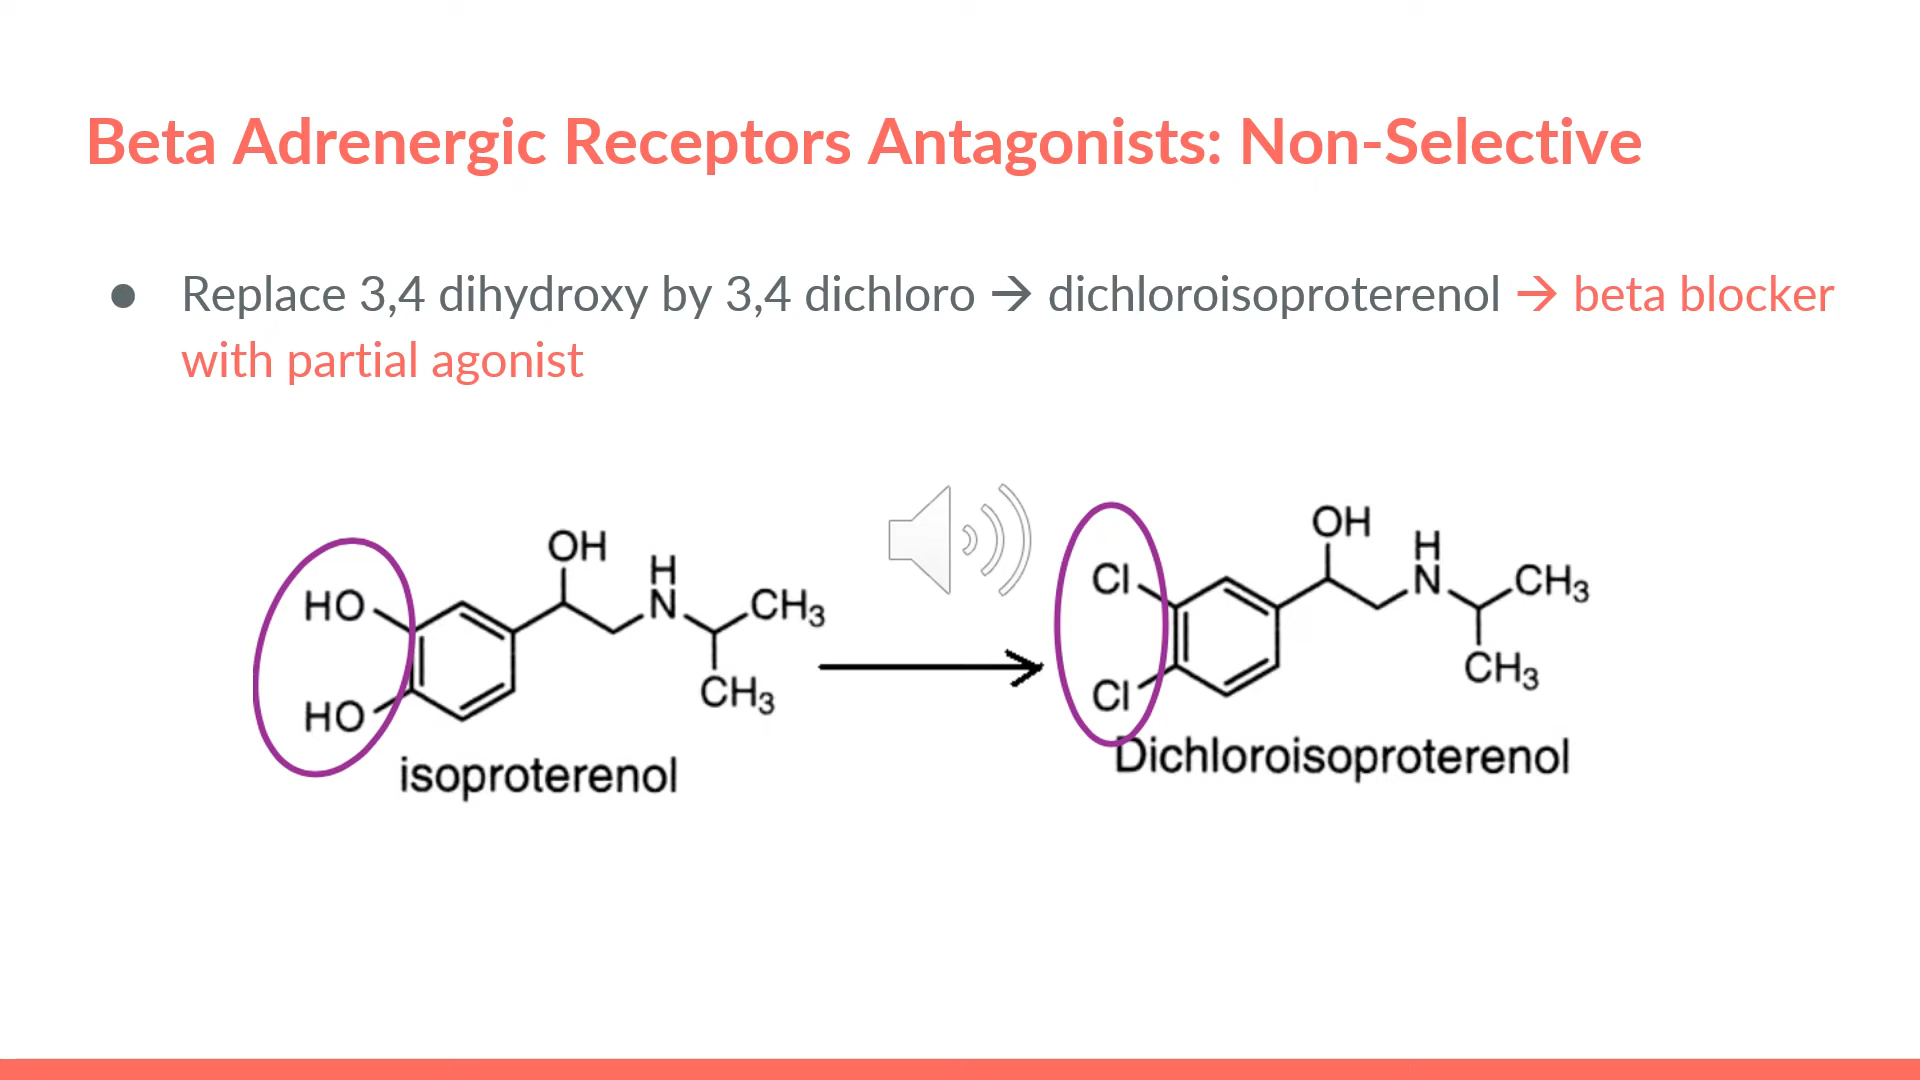 Beta Adrenergic Receptors Antagonists: Non-Selective
● Replace 3,4 dihydroxy by 3,4 dichloro → dichloroisoproterenol → beta blocker
with partial agonist
OH
H
N
HO
CH₃
HO
CH₃
isoproterenol
OH
H
N
Cl
CH₃
Cl
CH₃
Dichloroisoproterenol